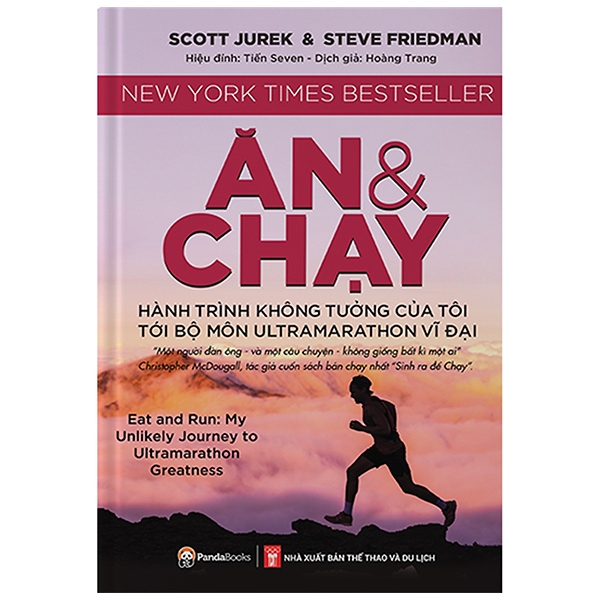 SCOTT JUREK & STEVE FRIEDMAN
Hiệu đính: Tiến Seven - Dịch giả: Hoàng Trang
NEW YORK TIMES BESTSELLER
ĂN &
CHẠY
HÀNH TRÌNH KHÔNG TƯỞNG CỦA TÔI
TỚI BỘ MÔN ULTRAMARATHON VĨ ĐẠI
"Một người đàn ông - và một câu chuyện - không giống bất kì một ai"
Christopher McDougall, tác giả cuốn sách bán chạy nhất "Sinh ra để Chạy".
Eat and Run: My
Unlikely Journey to
Ultramarathon
Greatness
PandaBooks
NHÀ XUẤT BẢN THỂ THAO VÀ DU LỊCH